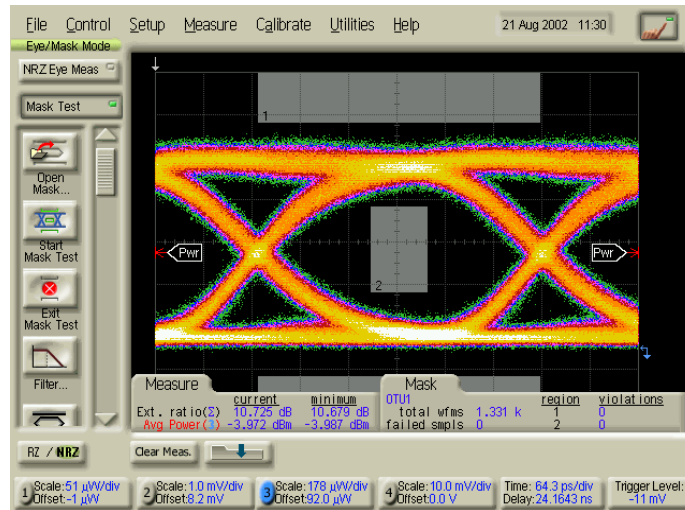 File Control Setup Measure Calibrate Utilities Help 21 Aug 2002 11:30
Eye/Mask Mode
NRZ Eye Meas
Mask Test
Open
Mask...
Start
Mask Test
Exit
Mask Test
Filter...
1
Pwr Pwr
2
Measure
current minimum
Ext. ratio(Σ) 10.725 dB 10.679 dB
Avg Power(3) -3.972 dBm -3.987 dBm
Mask
OTU1 region violations
total wfms 1.331 k 1 0
failed smpls 0 2 0
RZ / NRZ
Clear Meas.
1 Scale:51 µW/div
Offset:-1 µW
2 Scale:1.0 mV/div
Offset:8.2 mV
3 Scale:178 µW/div
Offset:92.0 µW
4 Scale:10.0 mV/div
Offset:0.0 V
Time: 64.3 ps/div
Delay:24.1643 ns
Trigger Level:
-11 mV